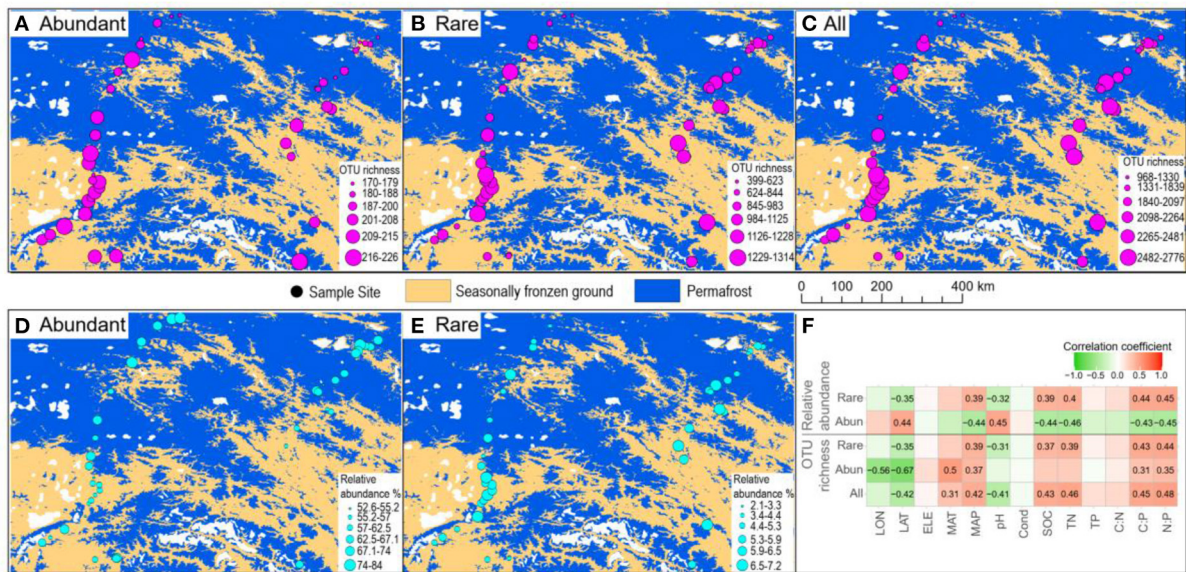 A Abundant
OTU richness
170-179
180-188
187-200
201-208
209-215
216-226
B Rare
OTU richness
399-623
624-844
845-983
984-1125
1126-1228
1229-1314
C All
OTU richness
968-1330
1331-1839
1840-2097
2098-2264
2265-2481
2482-2776
Sample Site
Seasonally fronzen ground
Permafrost
0 100 200 400 km
D Abundant
Relative
abundance %
52.6-55.2
55.2-57
57-62.5
62.5-67.1
67.1-74
74-84
E Rare
Relative
abundance %
2.1-3.3
3.4-4.4
4.4-5.3
5.3-5.9
5.9-6.5
6.5-7.2
F
Correlation coefficient
-1.0 -0.5 0.0 0.5 1.0
Relative
abundance
Rare -0.35 0.39 -0.32 0.39 0.4 0.44 0.45
Abun 0.44 -0.44 0.45 -0.44 -0.46 -0.43 -0.45
OTU
richness
Rare -0.35 0.39 -0.31 0.37 0.39 0.43 0.44
Abun -0.56 -0.67 0.5 0.37 0.31 0.35
All -0.42 0.31 0.42 -0.41 0.43 0.46 0.45 0.48
LON LAT ELE MAT MAP pH Cond SOC TN TP C:N C:P N:P